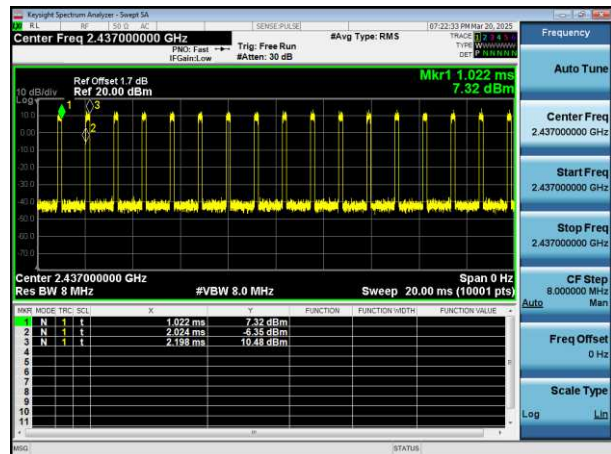 Keysight Spectrum Analyzer - Swept SA
RL RF 50 Ω AC SENSE:PULSE 07:22:33 PM Mar 20, 2025
Center Freq 2.437000000 GHz #Avg Type: RMS TRACE 1 2 3 4 5 6
PNO: Fast Trig: Free Run TYPE WWWWWW
IFGain:Low #Atten: 30 dB DET P N N N N N
Frequency
Auto Tune
Center Freq
2.437000000 GHz
Start Freq
2.437000000 GHz
Stop Freq
2.437000000 GHz
CF Step
8.000000 MHz
Auto Man
Freq Offset
0 Hz
Scale Type
Log Lin
Ref Offset 1.7 dB Mkr1 1.022 ms
10 dB/div Ref 20.00 dBm 7.32 dBm
Log
1 3
10.0
2
0.00
-10.0
-20.0
-30.0
-40.0
-50.0
-60.0
-70.0
Center 2.437000000 GHz Span 0 Hz
Res BW 8 MHz #VBW 8.0 MHz Sweep 20.00 ms (10001 pts)
MKR MODE TRC SCL X Y FUNCTION FUNCTION WIDTH FUNCTION VALUE
1 N 1 t 1.022 ms 7.32 dBm
2 N 1 t 2.024 ms -6.35 dBm
3 N 1 t 2.198 ms 10.48 dBm
4
5
6
7
8
9
10
11
MSG STATUS